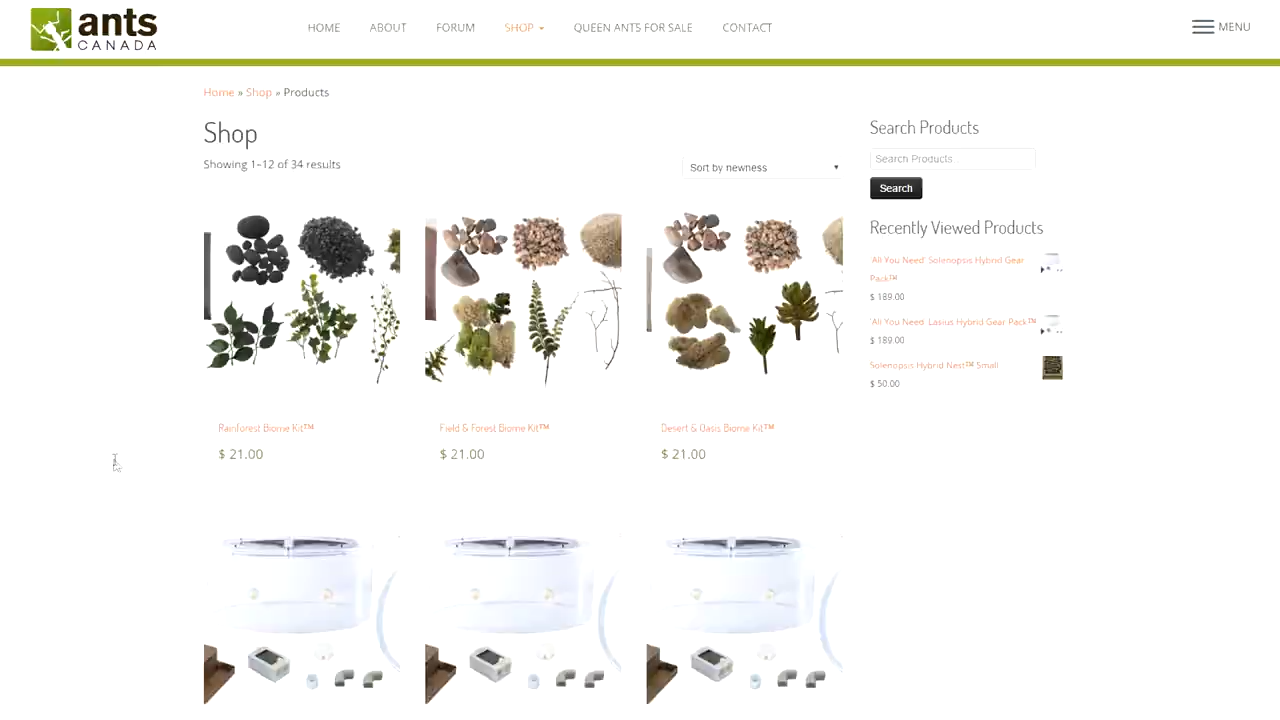 ants
CANADA
HOME
ABOUT
FORUM
SHOP
QUEEN ANTS FOR SALE
CONTACT
MENU
Home » Shop » Products
Shop
Showing 1–12 of 34 results
Sort by newness
Rainforest Biome Kit™
$ 21.00
Field & Forest Biome Kit™
$ 21.00
Desert & Oasis Biome Kit™
$ 21.00
Search Products
Search Products…
Search
Recently Viewed Products
'All You Need' Solenopsis Hybrid Gear
Pack™
$ 189.00
'All You Need' Lasius Hybrid Gear Pack™
$ 189.00
Solenopsis Hybrid Nest™ Small
$ 50.00